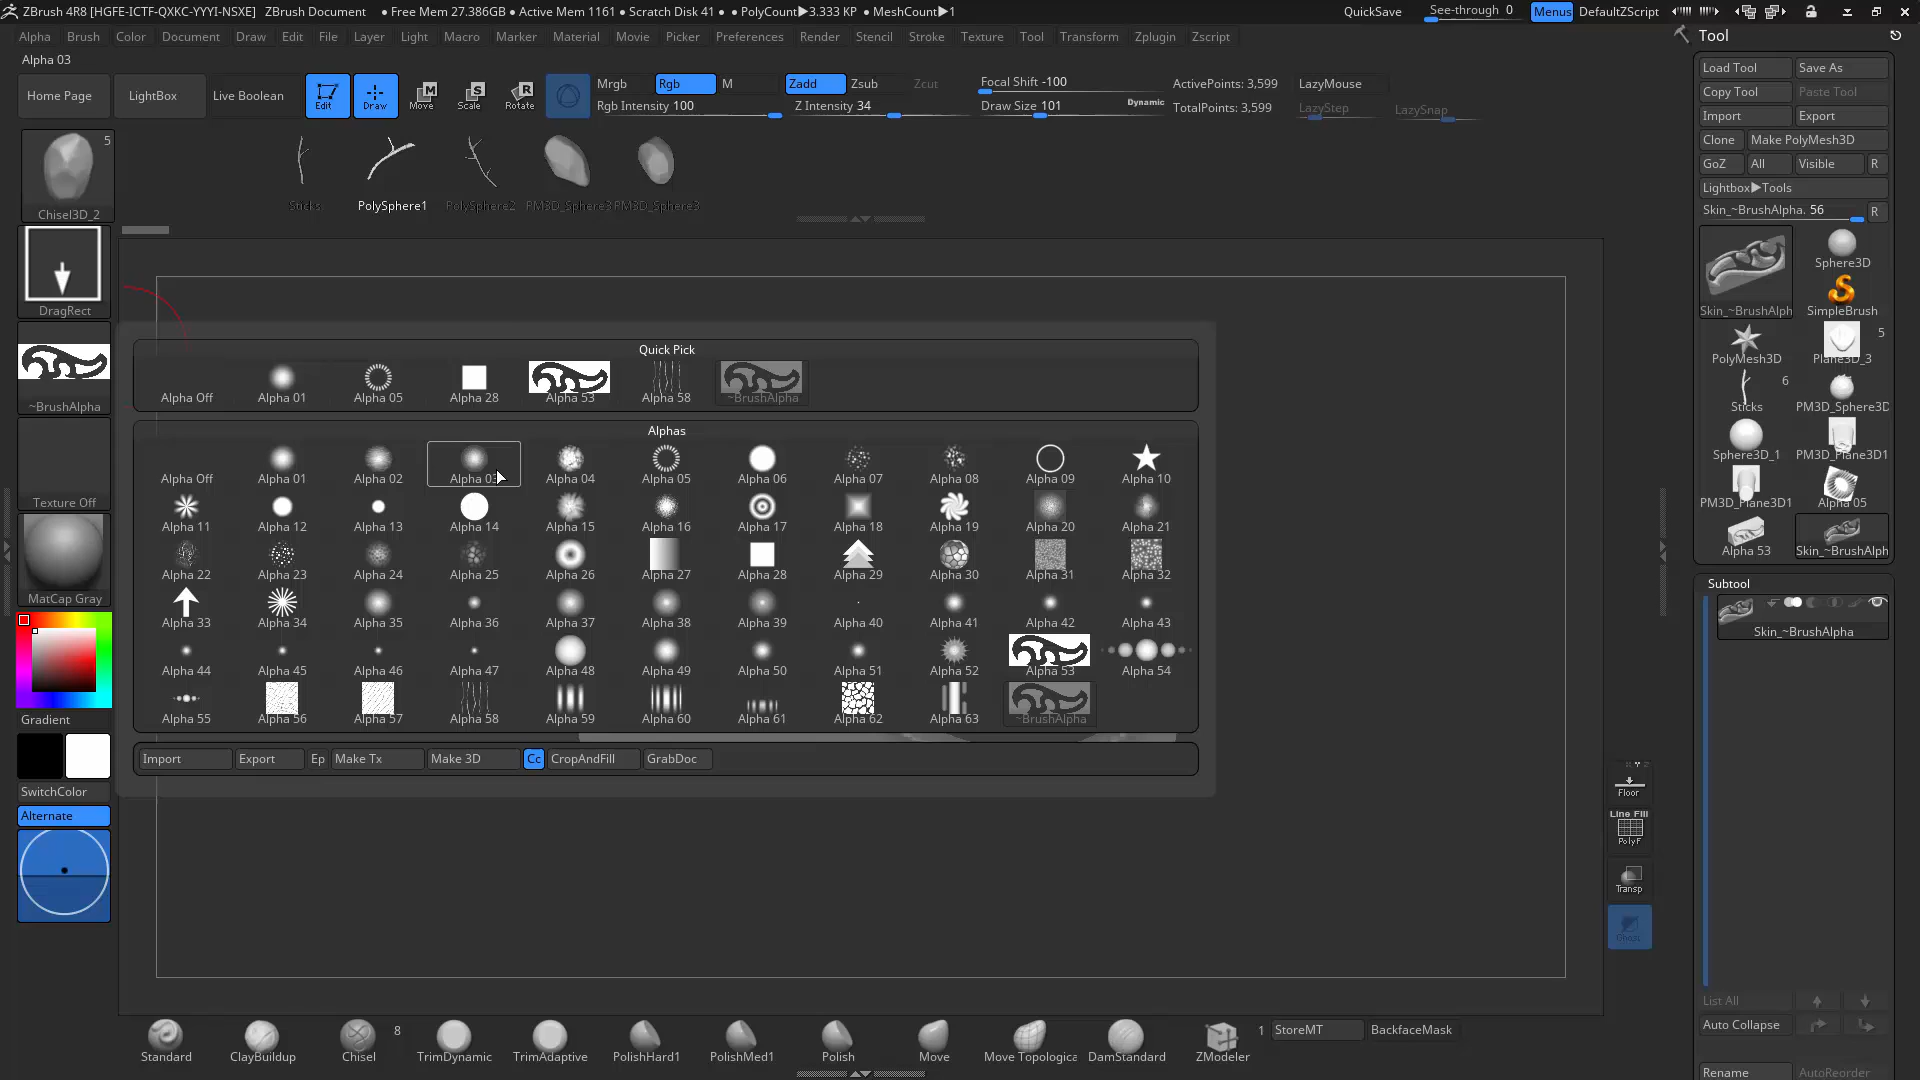 ZBrush 4R8 [HGFE-ICTF-QXKC-YYYI-NSXE] ZBrush Document ● Free Mem 27.386GB ● Active Mem 1161 ● Scratch Disk 41 ● PolyCount▶3.333 KP ● MeshCount▶1 QuickSave See-through 0 Menus DefaultZScript
Alpha Brush Color Document Draw Edit File Layer Light Macro Marker Material Movie Picker Preferences Render Stencil Stroke Texture Tool Transform Zplugin Zscript
Alpha 03
Home Page LightBox Live Boolean Edit Draw Move Scale Rotate
Mrgb Rgb M Zadd Zsub Zcut Focal Shift -100 ActivePoints: 3,599 LazyMouse
Rgb Intensity 100 Z Intensity 34 Draw Size 101 Dynamic TotalPoints: 3,599 LazyStep LazySnap
5
Chisel3D_2
Sticks PolySphere1 PolySphere2 PM3D_Sphere3 PM3D_Sphere3
DragRect
~BrushAlpha
Texture Off
MatCap Gray
Gradient
SwitchColor
Alternate
Quick Pick
Alpha Off Alpha 01 Alpha 05 Alpha 28 Alpha 53 Alpha 58 ~BrushAlpha
Alphas
Alpha Off Alpha 01 Alpha 02 Alpha 03 Alpha 04 Alpha 05 Alpha 06 Alpha 07 Alpha 08 Alpha 09 Alpha 10
Alpha 11 Alpha 12 Alpha 13 Alpha 14 Alpha 15 Alpha 16 Alpha 17 Alpha 18 Alpha 19 Alpha 20 Alpha 21
Alpha 22 Alpha 23 Alpha 24 Alpha 25 Alpha 26 Alpha 27 Alpha 28 Alpha 29 Alpha 30 Alpha 31 Alpha 32
Alpha 33 Alpha 34 Alpha 35 Alpha 36 Alpha 37 Alpha 38 Alpha 39 Alpha 40 Alpha 41 Alpha 42 Alpha 43
Alpha 44 Alpha 45 Alpha 46 Alpha 47 Alpha 48 Alpha 49 Alpha 50 Alpha 51 Alpha 52 Alpha 53 Alpha 54
Alpha 55 Alpha 56 Alpha 57 Alpha 58 Alpha 59 Alpha 60 Alpha 61 Alpha 62 Alpha 63 ~BrushAlpha
Import Export Ep Make Tx Make 3D Cc CropAndFill GrabDoc
Floor
Line Fill
PolyF
Transp
Standard ClayBuildup Chisel 8 TrimDynamic TrimAdaptive PolishHard1 PolishMed1 Polish Move Move Topologica DamStandard ZModeler 1 StoreMT BackfaceMask
Tool
Load Tool Save As
Copy Tool Paste Tool
Import Export
Clone Make PolyMesh3D
GoZ All Visible R
Lightbox▶Tools
Skin_~BrushAlpha. 56 R
Skin_~BrushAlph Sphere3D
SimpleBrush
PolyMesh3D 5 Plane3D_3
6 Sticks PM3D_Sphere3D
Sphere3D_1 PM3D_Plane3D1
PM3D_Plane3D1 Alpha 05
Alpha 53 Skin_~BrushAlph
Subtool
Skin_~BrushAlpha
List All
Auto Collapse
Rename AutoReorder